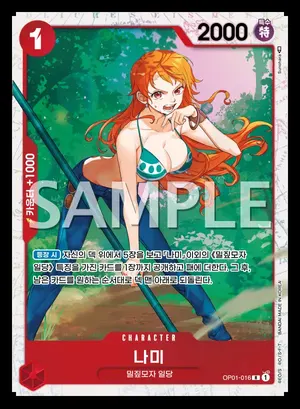 1
2000
특수
特
카운터 +1000
SAMPLE
등장 시 자신의 덱 위에서 5장을 보고 「나미」 이외의 《밀짚모자
일당》 특징을 가진 카드를 1장까지 공개하고 패에 더한다. 그 후,
남은 카드를 원하는 순서대로 덱 맨 아래로 되돌린다.
CHARACTER
나미
밀짚모자 일당
OP01-016 R 1